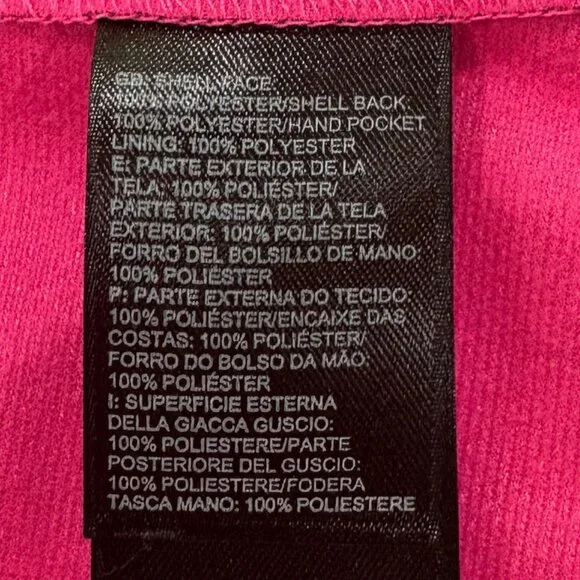 GB: SHELL FACE:
100% POLYESTER/SHELL BACK:
100% POLYESTER/HAND POCKET
LINING: 100% POLYESTER
E: PARTE EXTERIOR DE LA
TELA: 100% POLIÉSTER/
PARTE TRASERA DE LA TELA
EXTERIOR: 100% POLIÉSTER/
FORRO DEL BOLSILLO DE MANO:
100% POLIÉSTER
P: PARTE EXTERNA DO TECIDO:
100% POLIÉSTER/ENCAIXE DAS
COSTAS: 100% POLIÉSTER/
FORRO DO BOLSO DA MÃO:
100% POLIÉSTER
I: SUPERFICIE ESTERNA
DELLA GIACCA GUSCIO:
100% POLIESTERE/PARTE
POSTERIORE DEL GUSCIO:
100% POLIESTERE/FODERA
TASCA MANO: 100% POLIESTERE